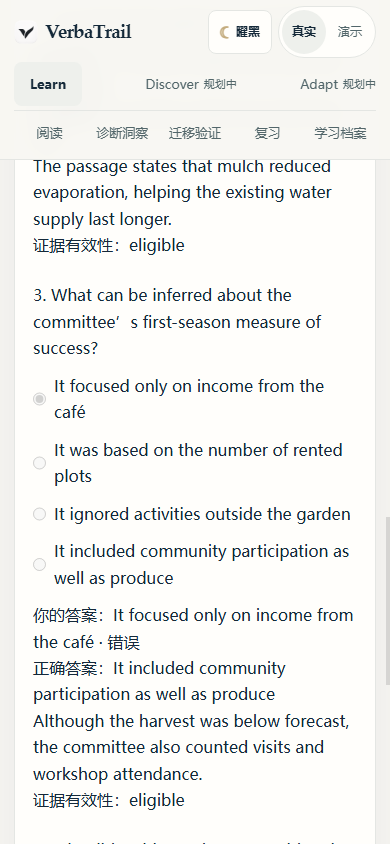 VerbaTrail
曜黑
真实
演示
Learn
Discover 规划中
Adapt 规划中
阅读
诊断洞察
迁移验证
复习
学习档案
The passage states that mulch reduced
evaporation, helping the existing water
supply last longer.
证据有效性：eligible
3. What can be inferred about the
committee’s first-season measure of
success?
It focused only on income from the
café
It was based on the number of rented
plots
It ignored activities outside the garden
It included community participation as
well as produce
你的答案：It focused only on income from
the café · 错误
正确答案：It included community
participation as well as produce
Although the harvest was below forecast,
the committee also counted visits and
workshop attendance.
证据有效性：eligible